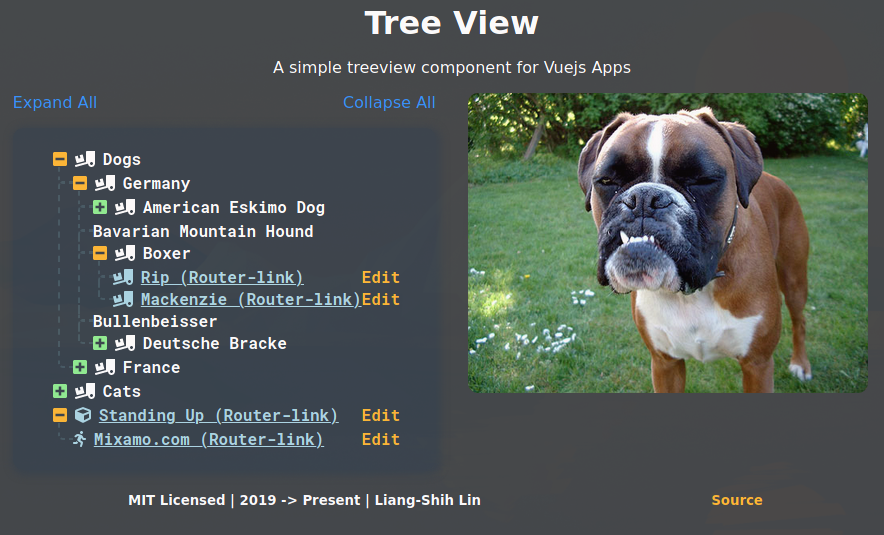 Tree View
A simple treeview component for Vuejs Apps
Expand All
Collapse All
Dogs
Germany
American Eskimo Dog
Bavarian Mountain Hound
Boxer
Rip (Router-link) Edit
Mackenzie (Router-link) Edit
Bullenbeisser
Deutsche Bracke
France
Cats
Standing Up (Router-link) Edit
Mixamo.com (Router-link) Edit
MIT Licensed | 2019 -> Present | Liang-Shih Lin
Source